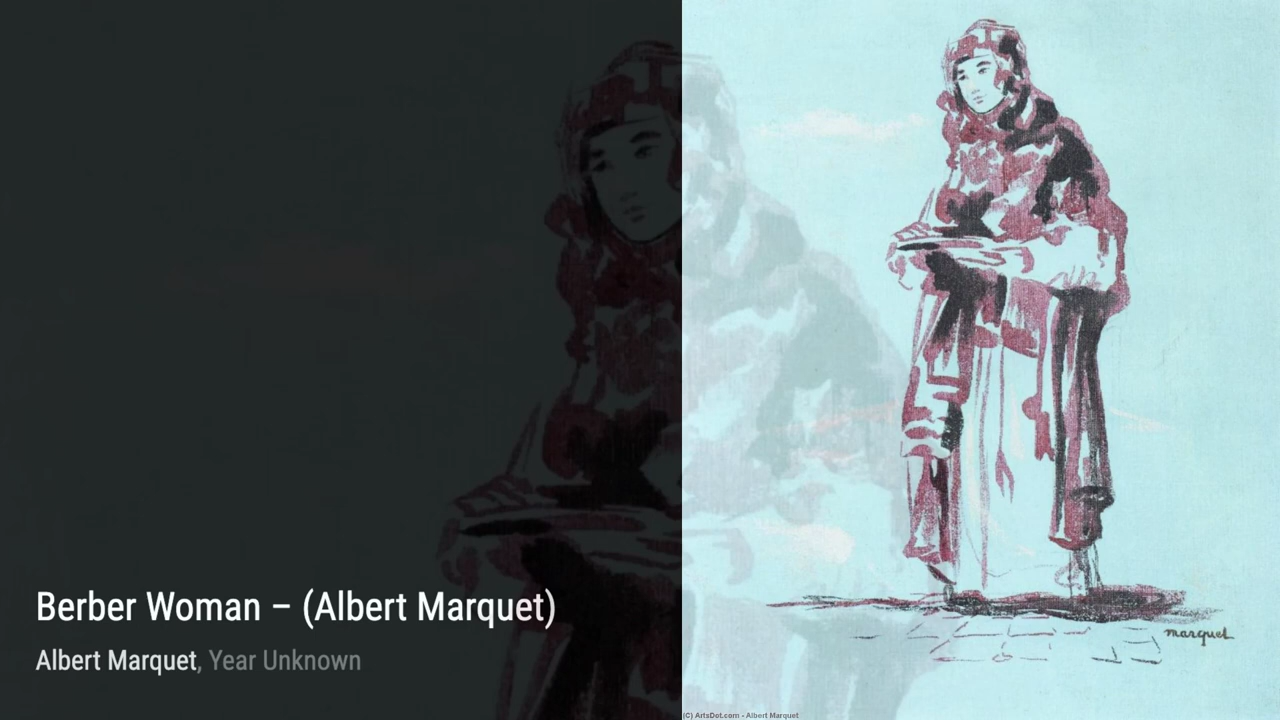 Berber Woman – (Albert Marquet)
Albert Marquet, Year Unknown
marquet
(C) ArtsDot.com - Albert Marquet